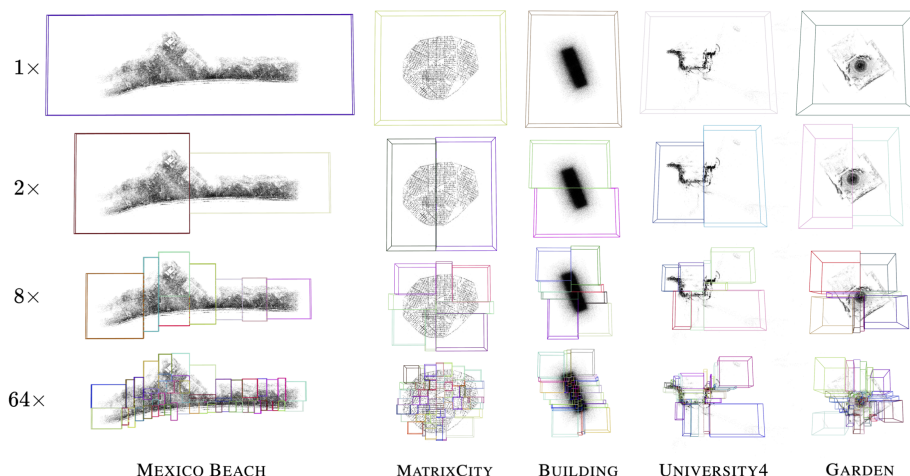 1×
2×
8×
64×
MEXICO BEACH MATRIXCITY BUILDING UNIVERSITY4 GARDEN